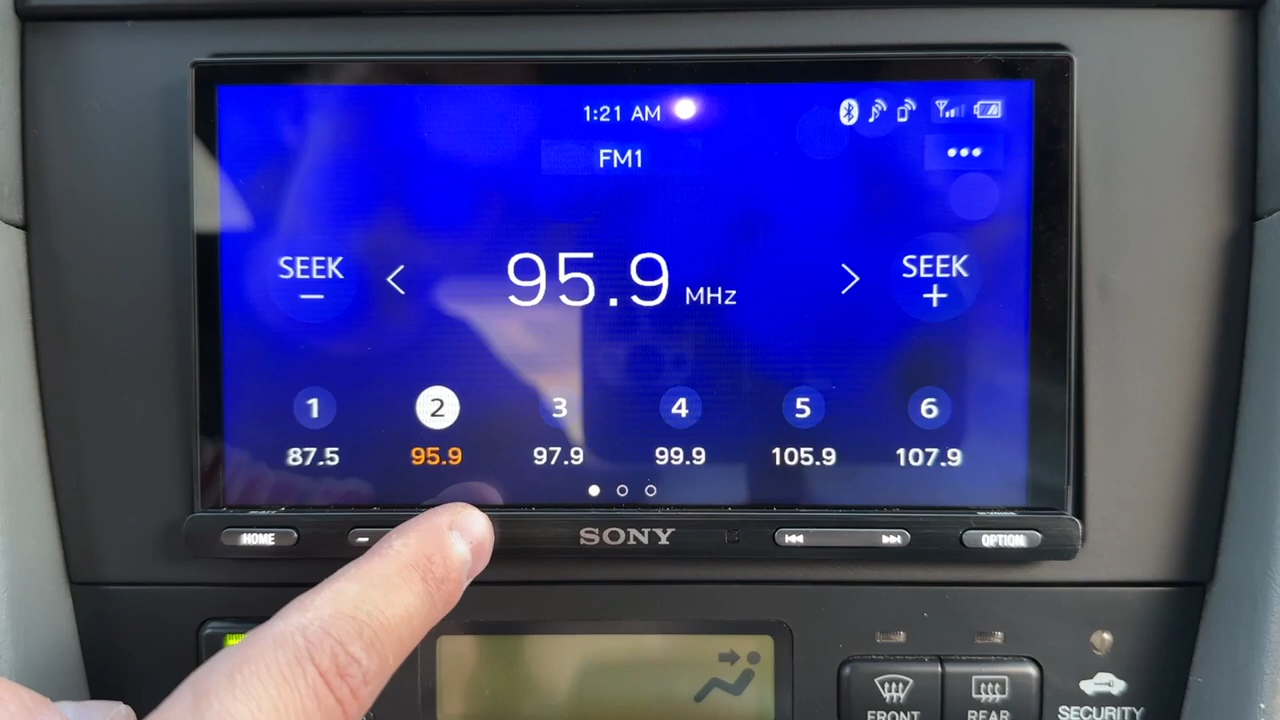 1:21 AM
FM1
•••
SEEK
−
<
95.9 MHz
>
SEEK
+
1 2 3 4 5 6
87.5 95.9 97.9 99.9 105.9 107.9
HOME
−
SONY
OPTION
FRONT
REAR
SECURITY